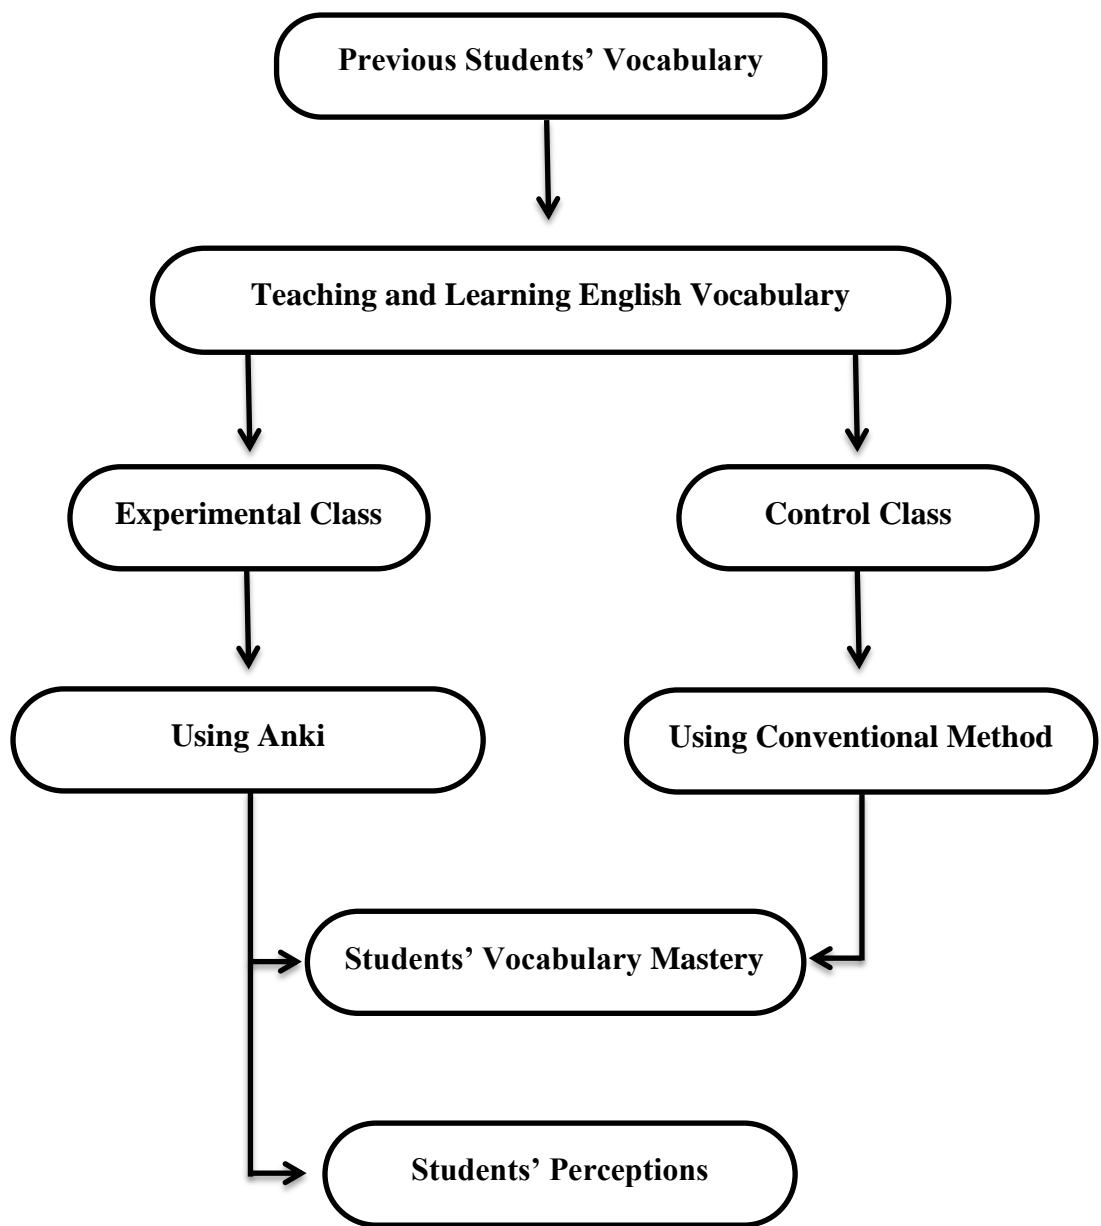 Previous Students’ Vocabulary
Teaching and Learning English Vocabulary
Experimental Class
Control Class
Using Anki
Using Conventional Method
Students’ Vocabulary Mastery
Students’ Perceptions